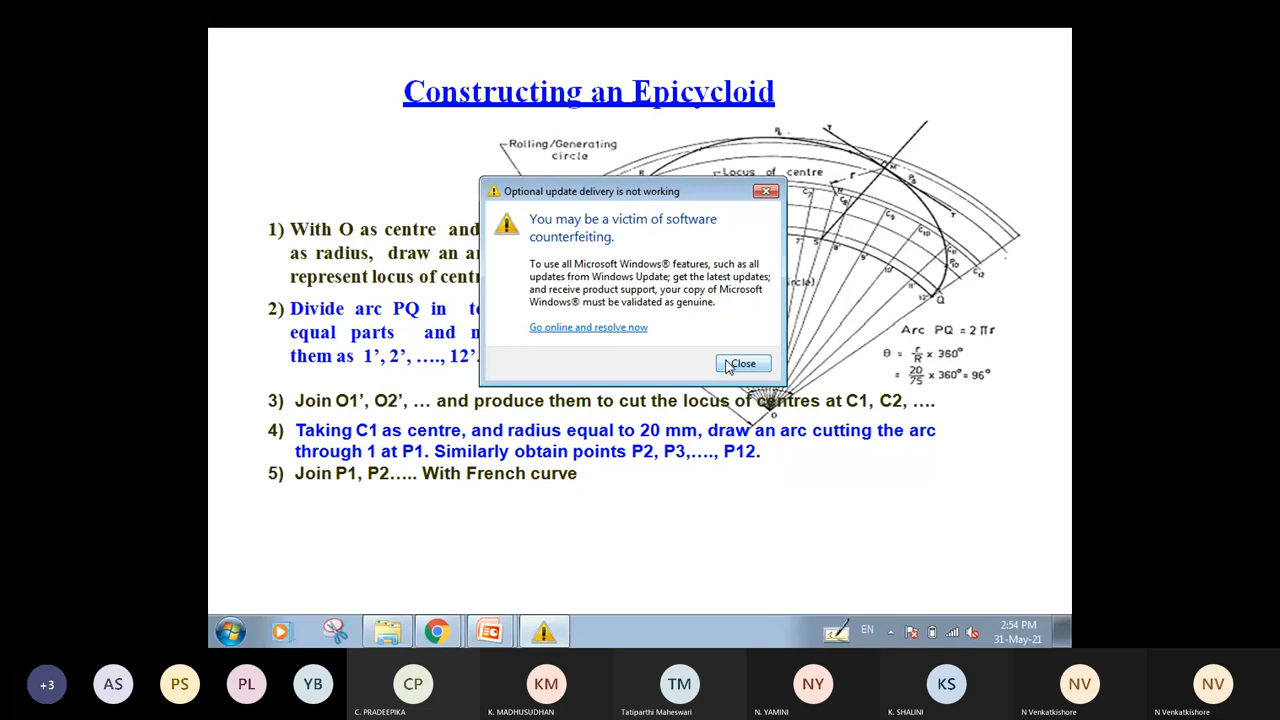 Constructing an Epicycloid
Rolling/Generating
circle
Locus of centre
1) With O as centre and
as radius, draw an
represent locus of
2) Divide arc PQ in
equal parts and
them as 1’, 2’, …., 12’.
Optional update delivery is not working
You may be a victim of software
counterfeiting.
To use all Microsoft Windows® features, such as all
updates from Windows Update; get the latest updates;
and receive product support, your copy of Microsoft
Windows® must be validated as genuine.
Go online and resolve now
Close
T
r
C7
C8
C9
C10
C11
C12
P10
Q
T
Arc PQ = 2 πr
θ = r/R x 360°
= 20/75 x 360° = 96°
O
3) Join O1’, O2’, … and produce them to cut the locus of centres at C1, C2, ….
4) Taking C1 as centre, and radius equal to 20 mm, draw an arc cutting the arc
through 1 at P1. Similarly obtain points P2, P3,…., P12.
5) Join P1, P2….. With French curve
EN
2:54 PM
31-May-21
+3
AS
PS
PL
YB
CP
KM
TM
NY
KS
NV
NV
C. PRADEEPIKA
K. MADHUSUDHAN
Tatiparthi Maheswari
N. YAMINI
K. SHALINI
N Venkatkishore
N Venkatkishore